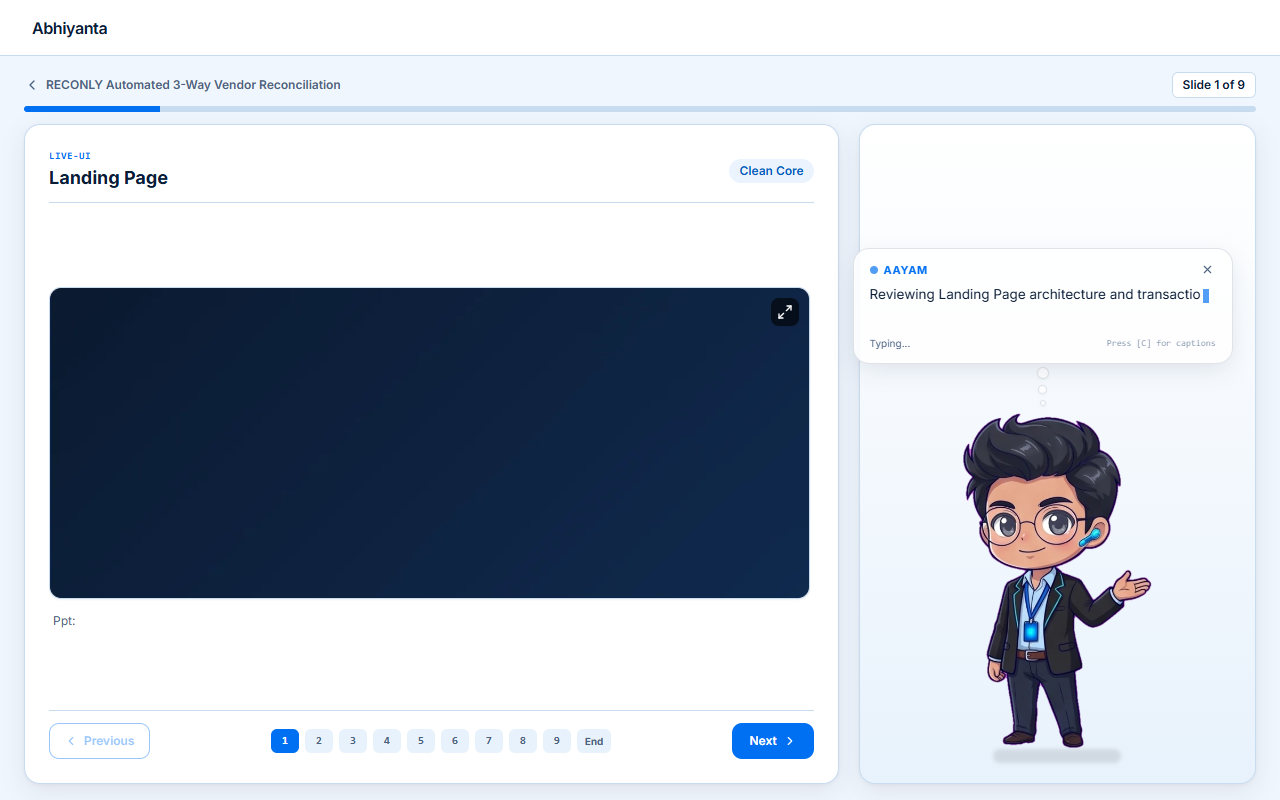 Abhiyanta
RECONLY Automated 3-Way Vendor Reconciliation
Slide 1 of 9
LIVE-UI
Landing Page
Clean Core
AAYAM
Reviewing Landing Page architecture and transactio
Typing...
Press [C] for captions
Ppt:
Previous
1 2 3 4 5 6 7 8 9 End
Next